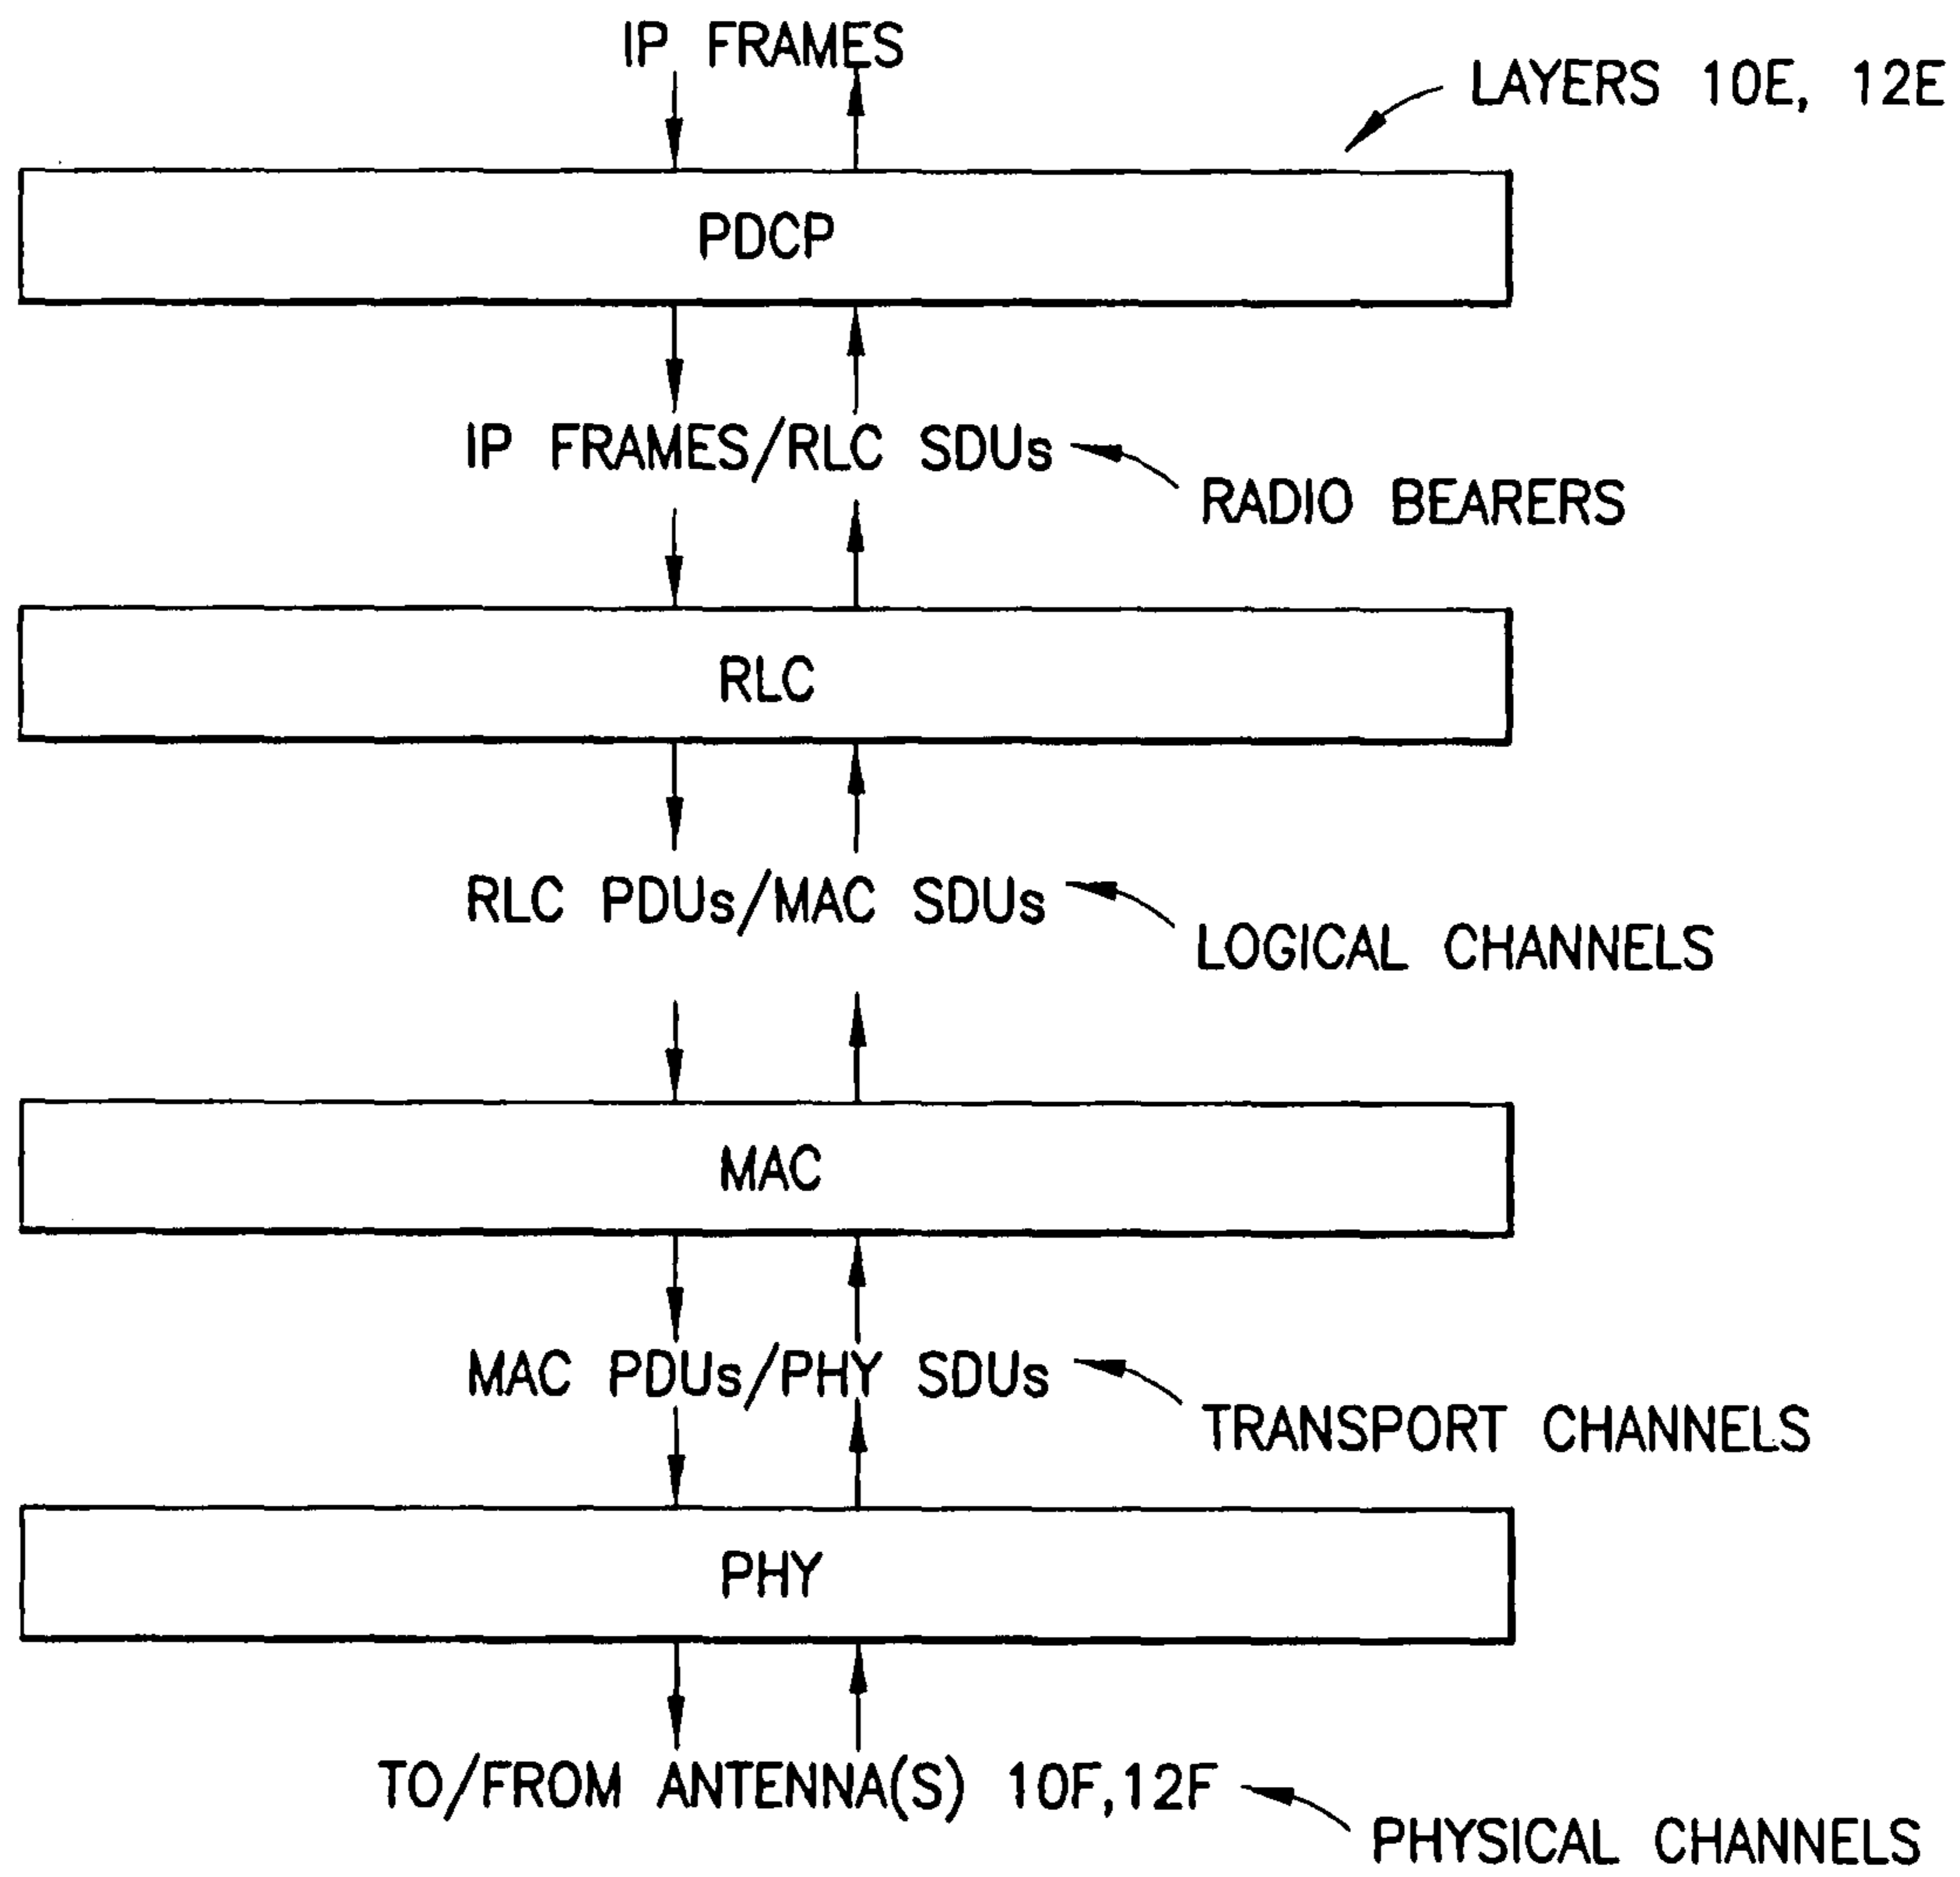 IP FRAMES
LAYERS 10E, 12E
PDCP
IP FRAMES/RLC SDUs
RADIO BEARERS
RLC
RLC PDUs/MAC SDUs
LOGICAL CHANNELS
MAC
MAC PDUs/PHY SDUs
TRANSPORT CHANNELS
PHY
TO/FROM ANTENNA(S) 10F,12F
PHYSICAL CHANNELS